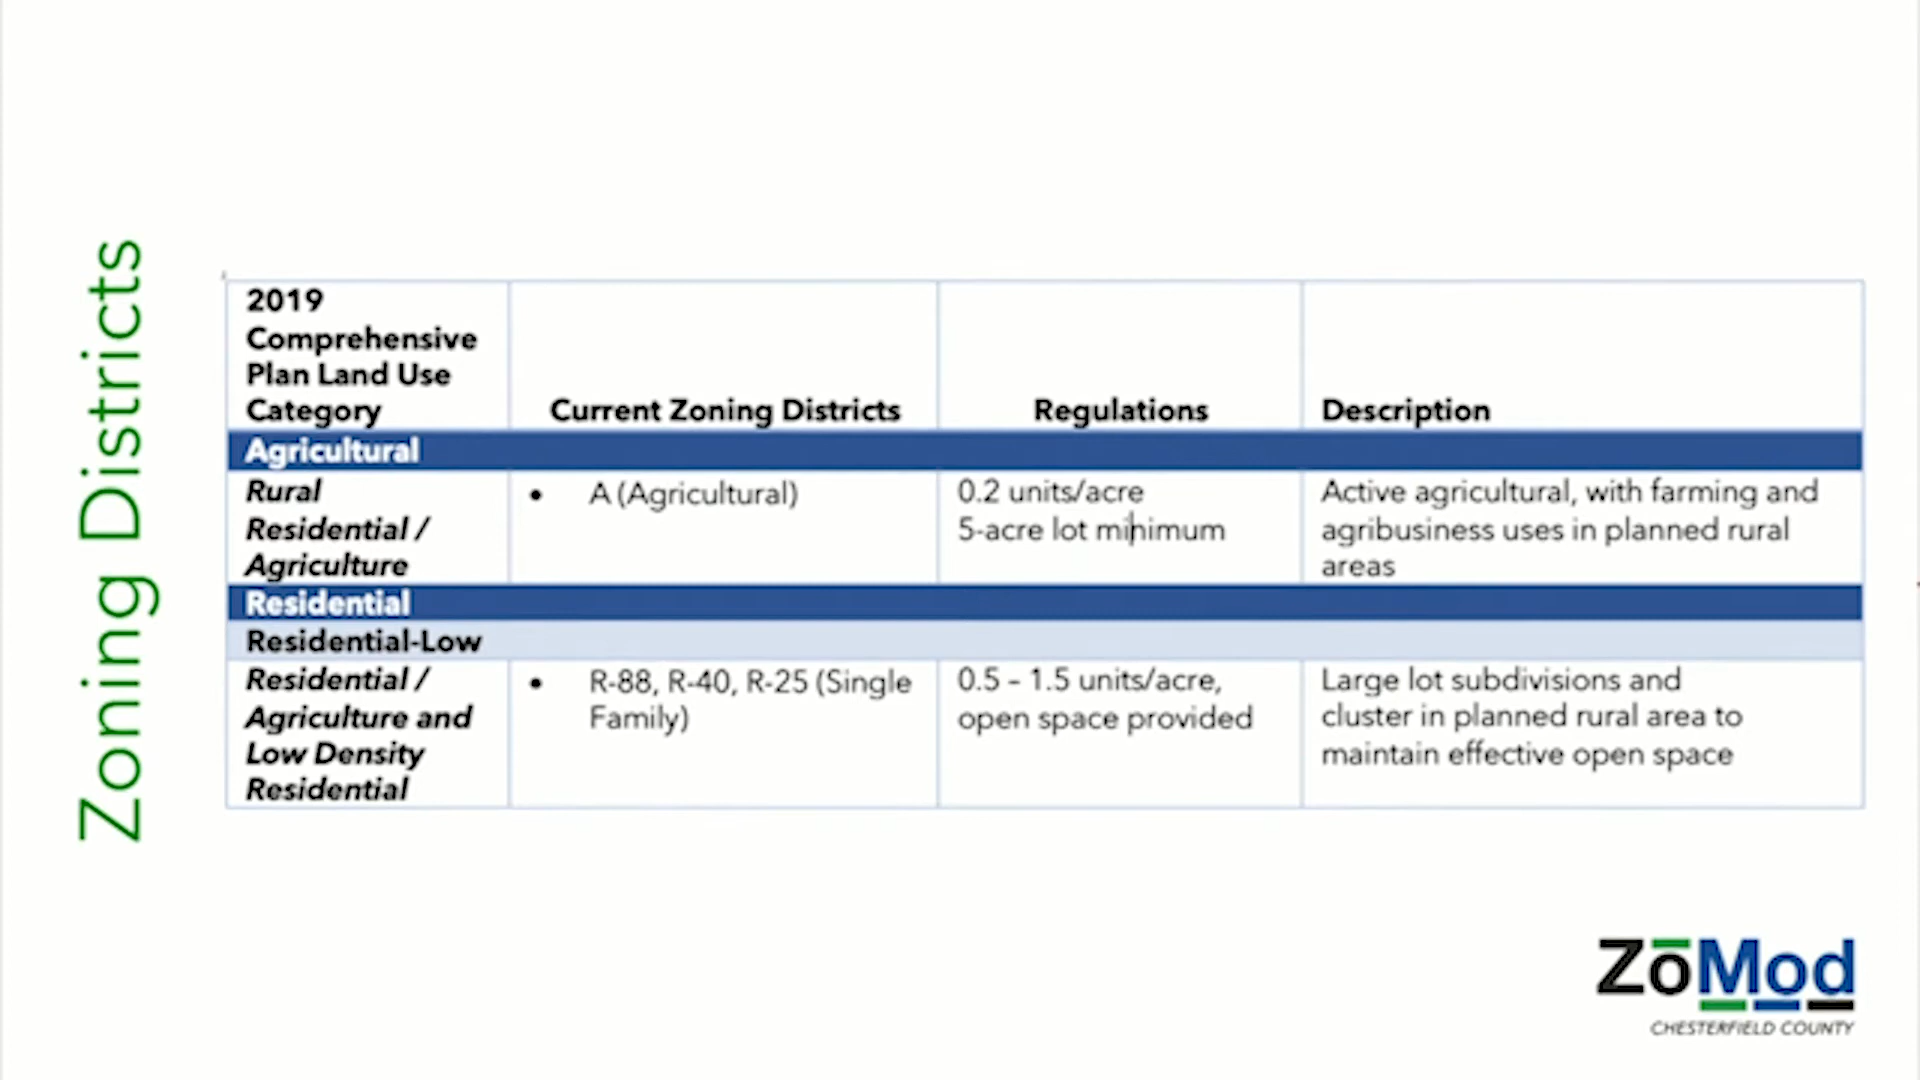 Zoning Districts
2019
Comprehensive
Plan Land Use
Category
Current Zoning Districts
Regulations
Description
Agricultural
Rural
Residential /
Agriculture
• A (Agricultural)
0.2 units/acre
5-acre lot minimum
Active agricultural, with farming and
agribusiness uses in planned rural
areas
Residential
Residential-Low
Residential /
Agriculture and
Low Density
Residential
• R-88, R-40, R-25 (Single
Family)
0.5 – 1.5 units/acre,
open space provided
Large lot subdivisions and
cluster in planned rural area to
maintain effective open space
ZōMod
CHESTERFIELD COUNTY